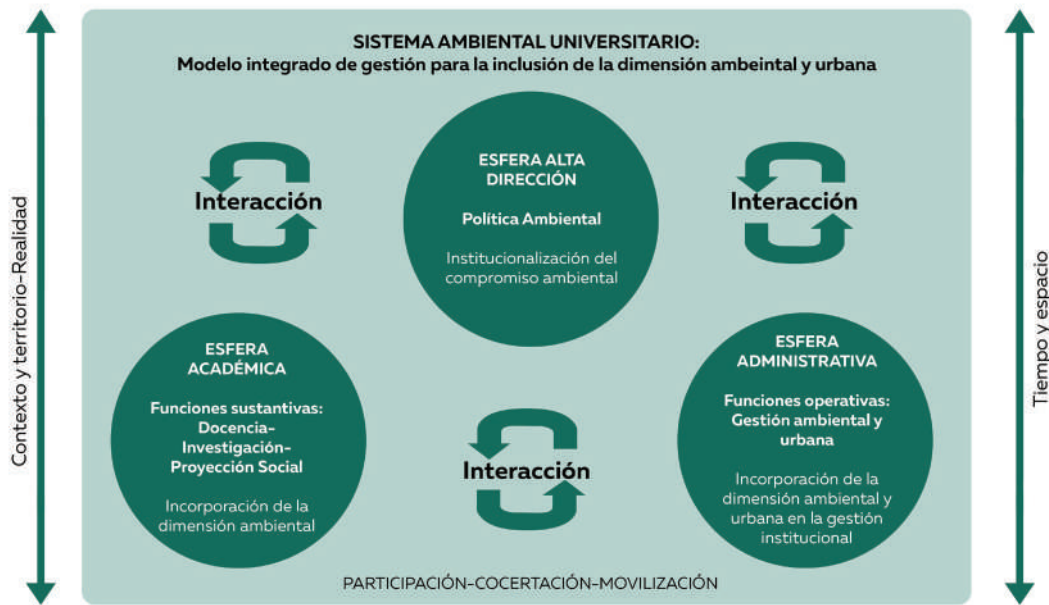 SISTEMA AMBIENTAL UNIVERSITARIO:
Modelo integrado de gestión para la inclusión de la dimensión ambeintal y urbana
Contexto y territorio-Realidad
Interacción
ESFERA ALTA
DIRECCIÓN
Política Ambiental
Institucionalización del
compromiso ambiental
Interacción
Tiempo y espacio
ESFERA
ACADÉMICA
Funciones sustantivas:
Docencia-
Investigación-
Proyección Social
Incorporación de la
dimensión ambiental
Interacción
ESFERA
ADMINISTRATIVA
Funciones operativas:
Gestión ambiental y
urbana
Incorporación de la
dimensión ambiental y
urbana en la gestión
institucional
PARTICIPACIÓN-COCERTACIÓN-MOVILIZACIÓN